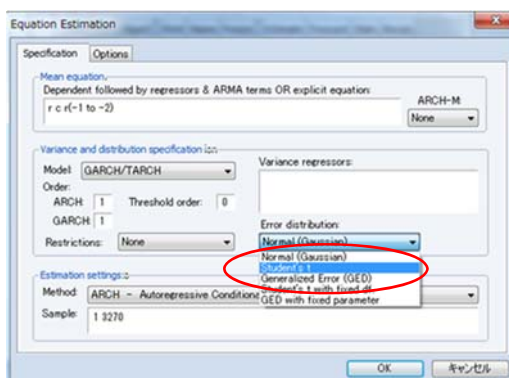 Equation Estimation
Specification Options
Mean equation
Dependent followed by regressors & ARMA terms OR explicit equation:
r c r(-1 to -2)
ARCH-M:
None
Variance and distribution specification
Model: GARCH/TARCH
Variance regressors:
Order:
ARCH: 1 Threshold order: 0
GARCH: 1
Restrictions: None
Error distribution:
Normal (Gaussian)
Normal (Gaussian)
Student's t
Generalized Error (GED)
Student's t with fixed df
GED with fixed parameter
Estimation settings
Method: ARCH - Autoregressive Conditional
Sample: 1 3270
OK キャンセル